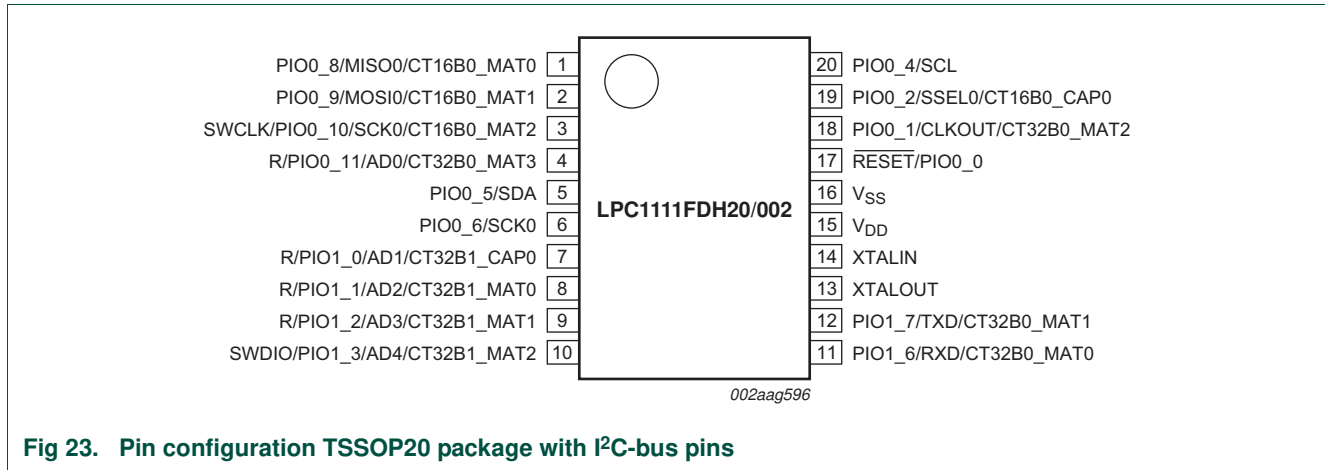 PIO0_8/MISO0/CT16B0_MAT0 1
PIO0_9/MOSI0/CT16B0_MAT1 2
SWCLK/PIO0_10/SCK0/CT16B0_MAT2 3
R/PIO0_11/AD0/CT32B0_MAT3 4
PIO0_5/SDA 5
PIO0_6/SCK0 6
R/PIO1_0/AD1/CT32B1_CAP0 7
R/PIO1_1/AD2/CT32B1_MAT0 8
R/PIO1_2/AD3/CT32B1_MAT1 9
SWDIO/PIO1_3/AD4/CT32B1_MAT2 10
LPC1111FDH20/002
20 PIO0_4/SCL
19 PIO0_2/SSEL0/CT16B0_CAP0
18 PIO0_1/CLKOUT/CT32B0_MAT2
17 RESET/PIO0_0
16 VSS
15 VDD
14 XTALIN
13 XTALOUT
12 PIO1_7/TXD/CT32B0_MAT1
11 PIO1_6/RXD/CT32B0_MAT0
002aag596
Fig 23. Pin configuration TSSOP20 package with I²C-bus pins